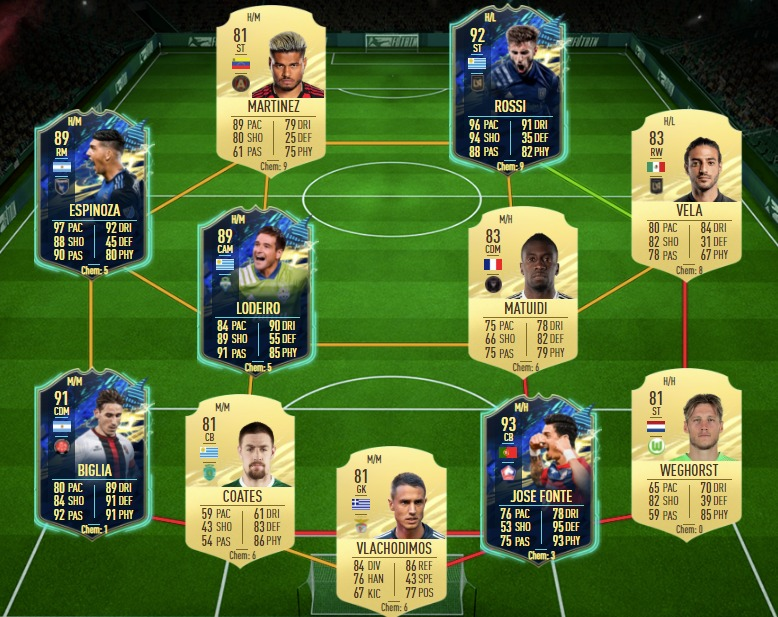 H/M
81
ST
MARTINEZ
89 PAC 79 DRI
80 SHO 25 DEF
61 PAS 75 PHY
Chem: 9
H/L
92
ST
ROSSI
96 PAC 91 DRI
94 SHO 35 DEF
88 PAS 82 PHY
Chem: 9
H/M
89
RM
ESPINOZA
97 PAC 92 DRI
88 SHO 45 DEF
90 PAS 80 PHY
Chem: 5
H/L
83
RW
VELA
80 PAC 84 DRI
82 SHO 31 DEF
78 PAS 67 PHY
Chem: 8
H/M
89
CAM
LODEIRO
84 PAC 90 DRI
89 SHO 55 DEF
91 PAS 85 PHY
Chem: 5
M/H
83
CDM
MATUIDI
75 PAC 78 DRI
66 SHO 82 DEF
75 PAS 79 PHY
Chem: 6
M/M
91
CDM
BIGLIA
80 PAC 89 DRI
84 SHO 91 DEF
92 PAS 91 PHY
Chem: 1
M/M
81
CB
COATES
59 PAC 61 DRI
43 SHO 83 DEF
54 PAS 86 PHY
Chem: 6
M/M
81
GK
VLACHODIMOS
84 DIV 86 REF
76 HAN 43 SPE
67 KIC 77 POS
Chem: 6
M/H
93
CB
JOSE FONTE
76 PAC 78 DRI
53 SHO 95 DEF
75 PAS 93 PHY
Chem: 3
H/H
81
ST
WEGHORST
65 PAC 70 DRI
82 SHO 39 DEF
59 PAS 85 PHY
Chem: 0